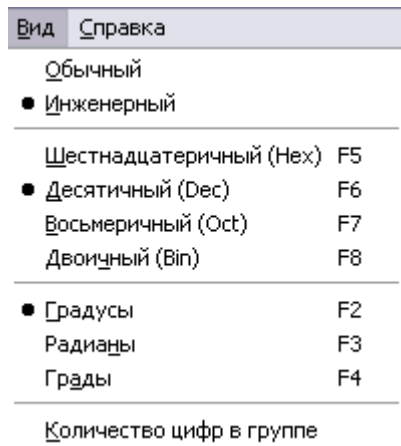 Вид Справка
Обычный
Инженерный
Шестнадцатеричный (Hex) F5
Десятичный (Dec) F6
Восьмеричный (Oct) F7
Двоичный (Bin) F8
Градусы F2
Радианы F3
Грады F4
Количество цифр в группе